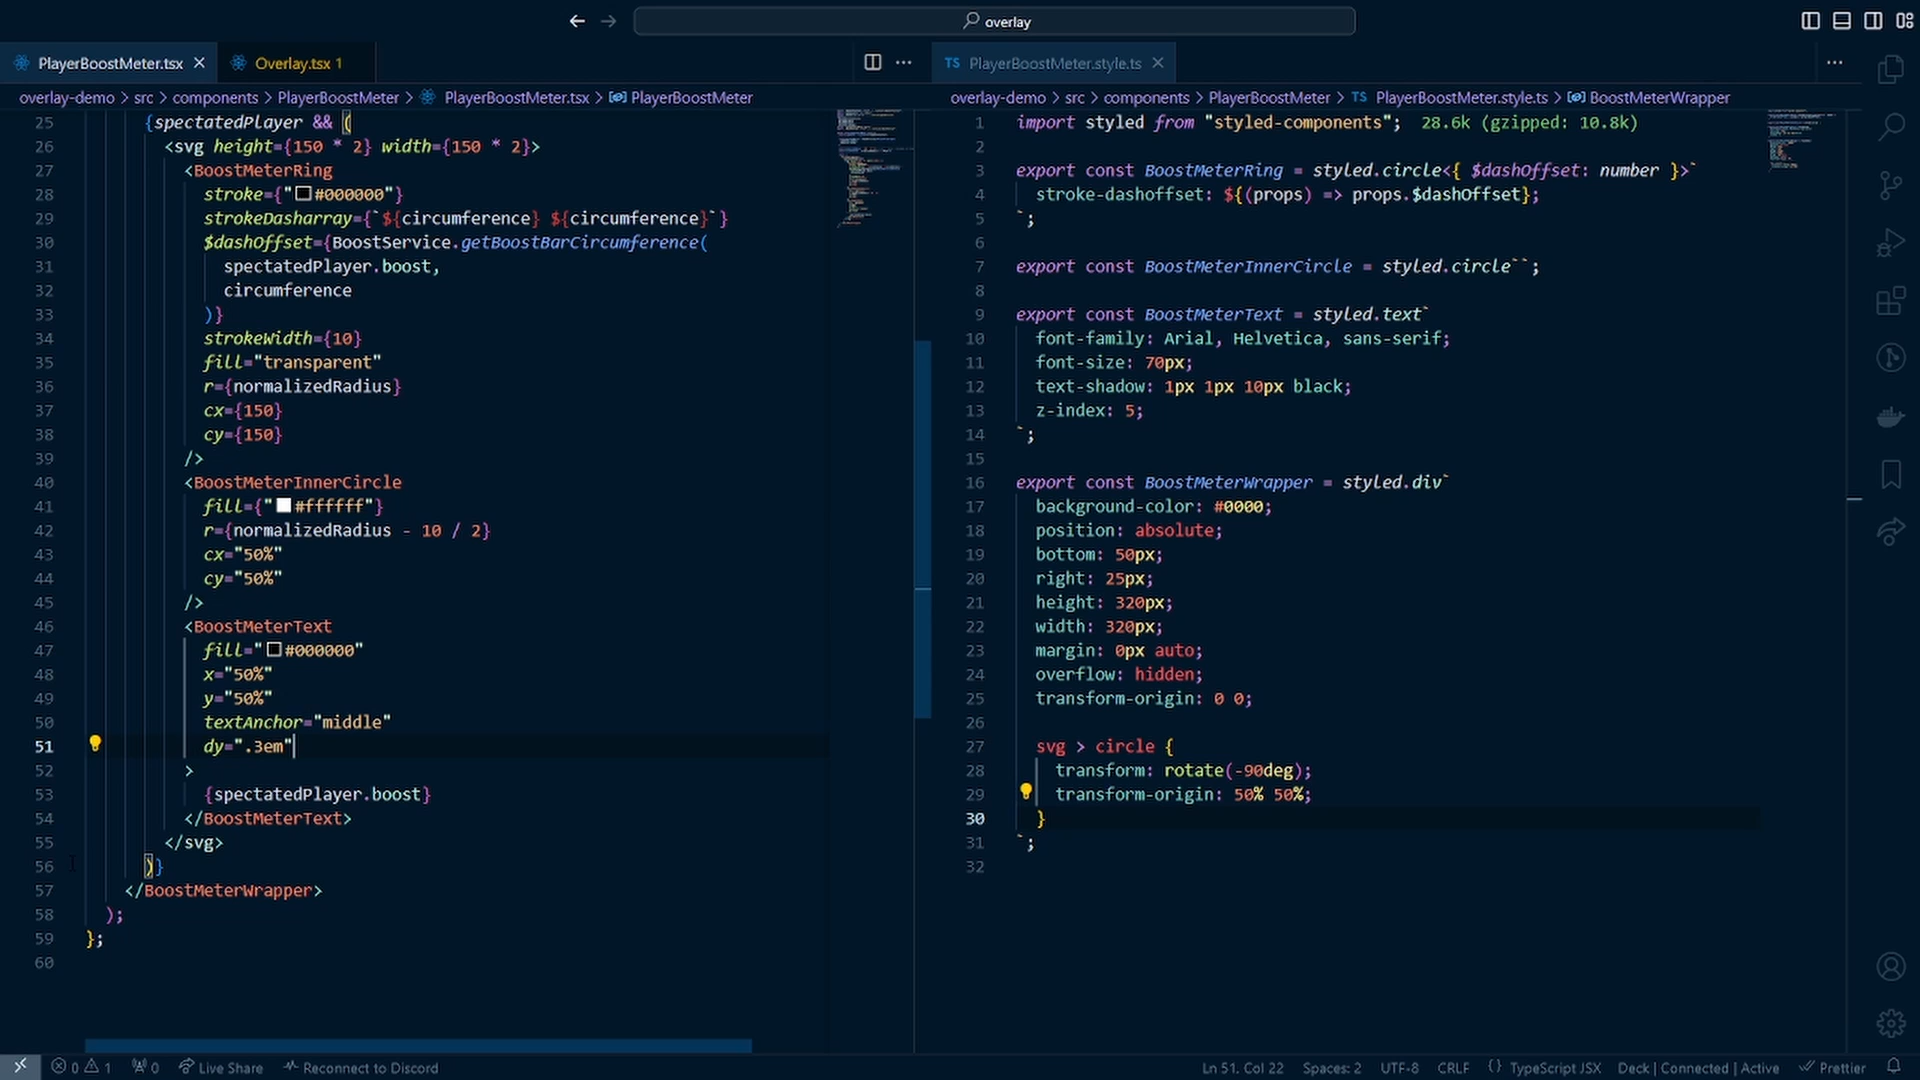 overlay
PlayerBoostMeter.tsx
Overlay.tsx 1
PlayerBoostMeter.style.ts
overlay-demo > src > components > PlayerBoostMeter > PlayerBoostMeter.tsx > PlayerBoostMeter
25 {spectatedPlayer && (
26 <svg height={150 * 2} width={150 * 2}>
27 <BoostMeterRing
28 stroke={"#000000"}
29 strokeDasharray={`${circumference} ${circumference}`}
30 $dashOffset={BoostService.getBoostBarCircumference(
31 spectatedPlayer.boost,
32 circumference
33 )}
34 strokeWidth={10}
35 fill="transparent"
36 r={normalizedRadius}
37 cx={150}
38 cy={150}
39 />
40 <BoostMeterInnerCircle
41 fill={"#ffffff"}
42 r={normalizedRadius - 10 / 2}
43 cx="50%"
44 cy="50%"
45 />
46 <BoostMeterText
47 fill="#000000"
48 x="50%"
49 y="50%"
50 textAnchor="middle"
51 dy=".3em"
52 >
53 {spectatedPlayer.boost}
54 </BoostMeterText>
55 </svg>
56 )}
57 </BoostMeterWrapper>
58 );
59 };
60
overlay-demo > src > components > PlayerBoostMeter > TS PlayerBoostMeter.style.ts > BoostMeterWrapper
1 import styled from "styled-components"; 28.6k (gzipped: 10.8k)
2
3 export const BoostMeterRing = styled.circle<{ $dashOffset: number }>`
4 stroke-dashoffset: ${(props) => props.$dashOffset};
5 `;
6
7 export const BoostMeterInnerCircle = styled.circle``;
8
9 export const BoostMeterText = styled.text`
10 font-family: Arial, Helvetica, sans-serif;
11 font-size: 70px;
12 text-shadow: 1px 1px 10px black;
13 z-index: 5;
14 `;
15
16 export const BoostMeterWrapper = styled.div`
17 background-color: #0000;
18 position: absolute;
19 bottom: 50px;
20 right: 25px;
21 height: 320px;
22 width: 320px;
23 margin: 0px auto;
24 overflow: hidden;
25 transform-origin: 0 0;
26
27 svg > circle {
28 transform: rotate(-90deg);
29 transform-origin: 50% 50%;
30 }
31 `;
32
0 1 0 Live Share Reconnect to Discord Ln 51, Col 22 Spaces: 2 UTF-8 CRLF {} TypeScript JSX Deck | Connected | Active Prettier